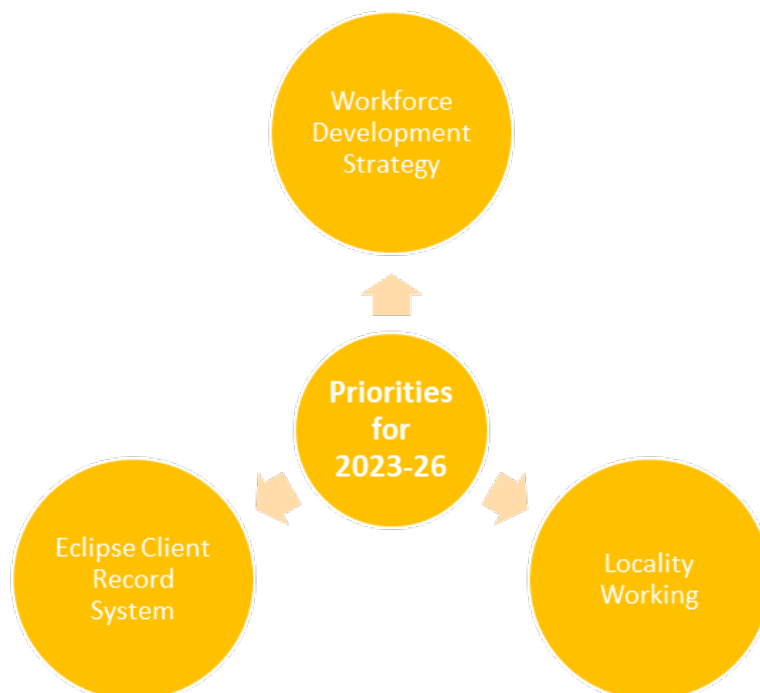 Workforce
Development
Strategy
Priorities
for
2023-26
Eclipse Client
Record
System
Locality
Working